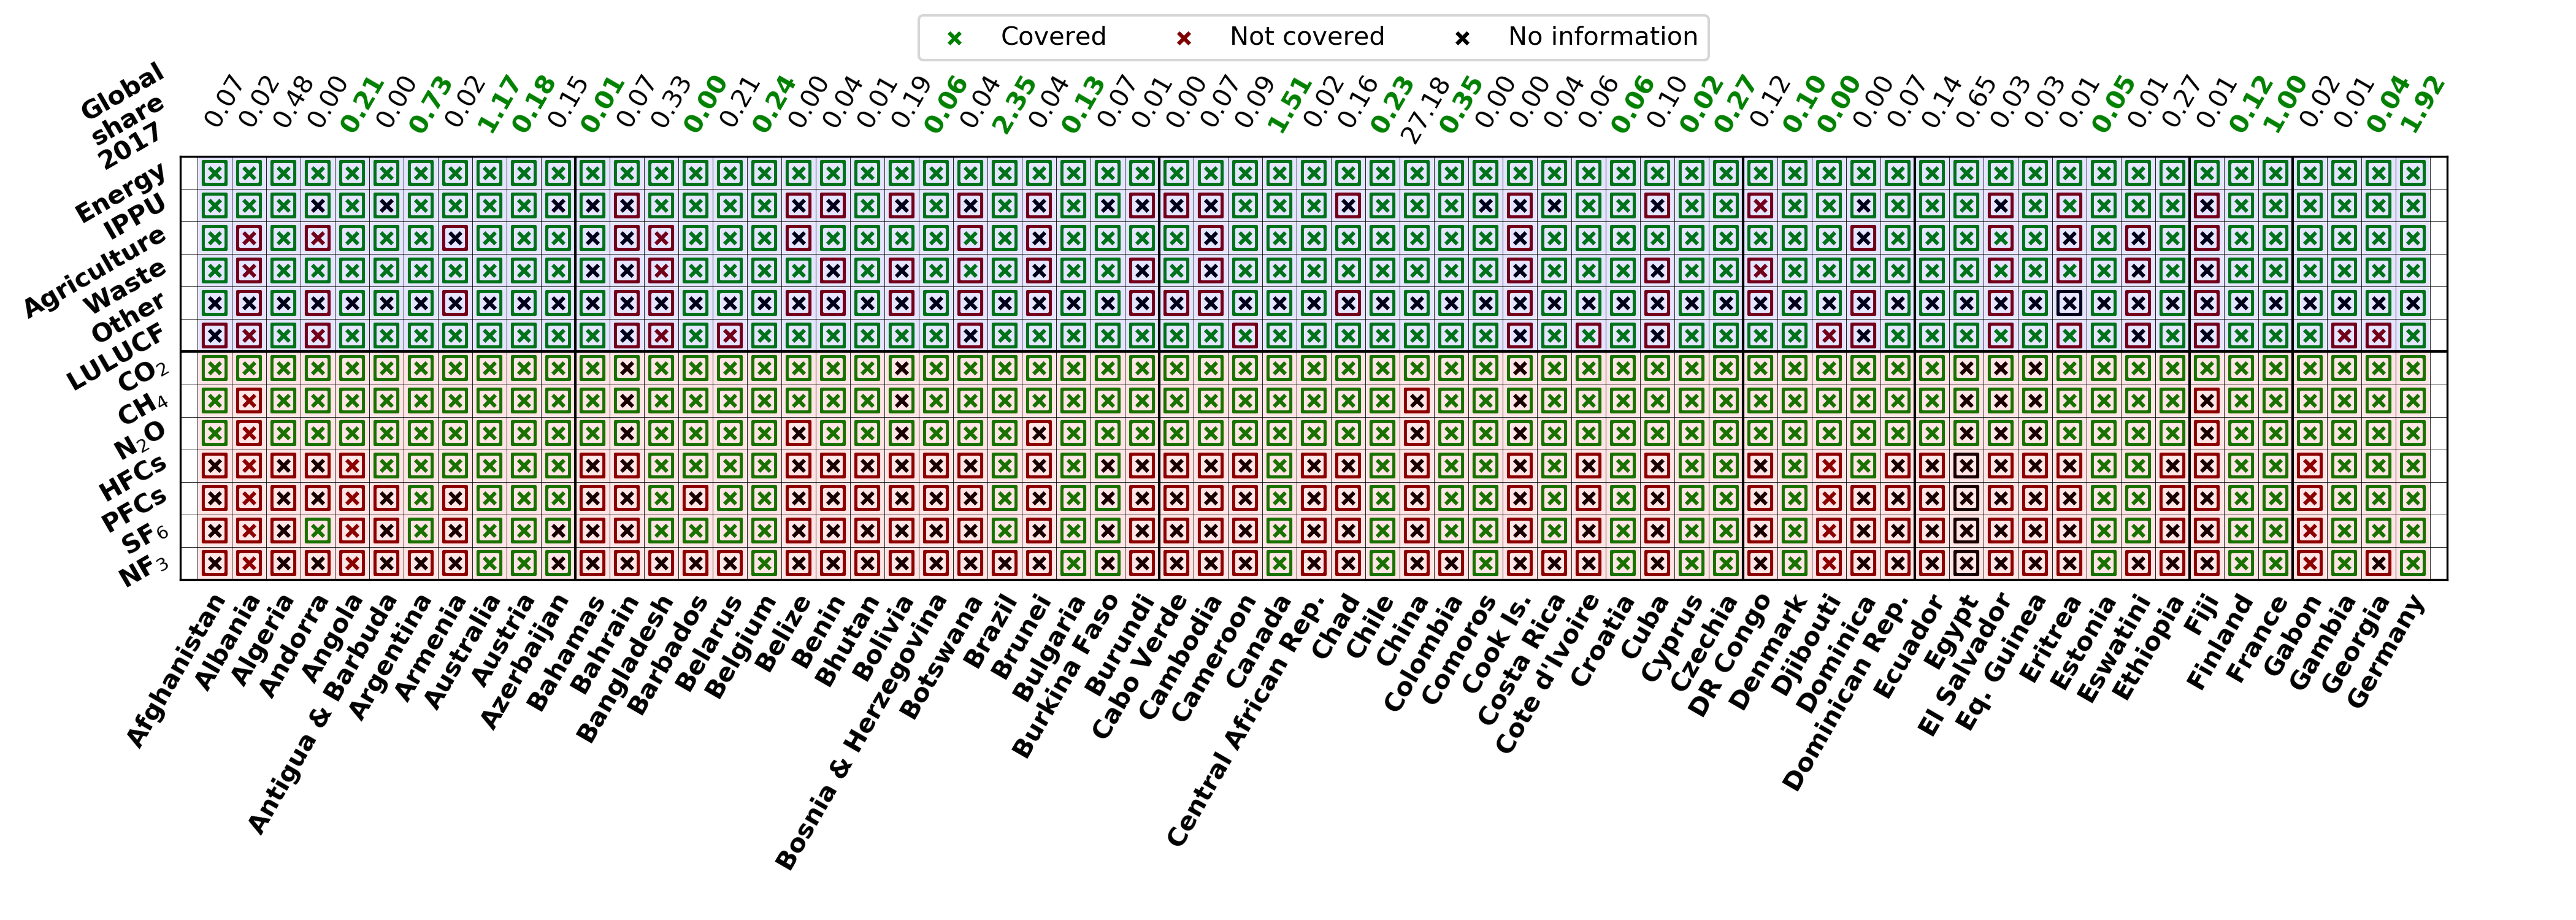 Covered Not covered No information
Global
share
2017
0.07 0.02 0.48 0.00 0.21 0.00 0.73 0.02 1.17 0.18 0.15 0.01 0.07 0.33 0.00 0.21 0.24 0.00 0.04 0.01 0.19 0.06 0.04 2.35 0.04 0.13 0.07 0.01 0.00 0.07 0.09 1.51 0.02 0.16 0.23 27.18 0.35 0.00 0.00 0.04 0.06 0.06 0.10 0.02 0.27 0.12 0.10 0.00 0.00 0.07 0.14 0.65 0.03 0.03 0.01 0.05 0.01 0.27 0.01 0.12 1.00 0.02 0.01 0.04 1.92
Energy
IPPU
Agriculture
Waste
Other
LULUCF
CO₂
CH₄
N₂O
HFCs
PFCs
SF₆
NF₃
Afghanistan
Albania
Algeria
Andorra
Angola
Antigua & Barbuda
Argentina
Armenia
Australia
Austria
Azerbaijan
Bahamas
Bahrain
Bangladesh
Barbados
Belarus
Belgium
Belize
Benin
Bhutan
Bolivia
Bosnia & Herzegovina
Botswana
Brazil
Brunei
Bulgaria
Burkina Faso
Burundi
Cabo Verde
Cambodia
Cameroon
Canada
Central African Rep.
Chad
Chile
China
Colombia
Comoros
Cook Is.
Costa Rica
Cote d'Ivoire
Croatia
Cuba
Cyprus
Czechia
DR Congo
Denmark
Djibouti
Dominica
Dominican Rep.
Ecuador
Egypt
El Salvador
Eq. Guinea
Eritrea
Estonia
Eswatini
Ethiopia
Fiji
Finland
France
Gabon
Gambia
Georgia
Germany